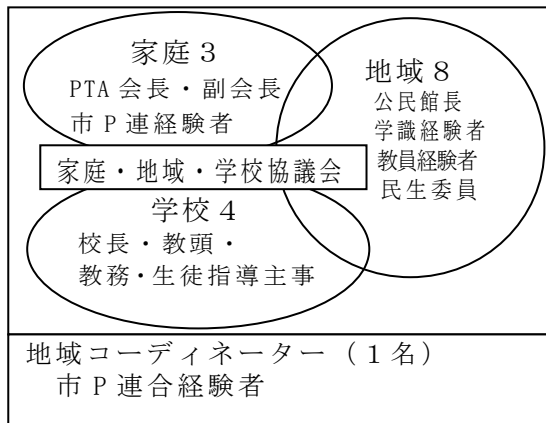 家庭３
PTA会長・副会長
市P連経験者
地域８
公民館長
学識経験者
教員経験者
民生委員
家庭・地域・学校協議会
学校４
校長・教頭・
教務・生徒指導主事
地域コーディネーター（１名）
市P連合経験者